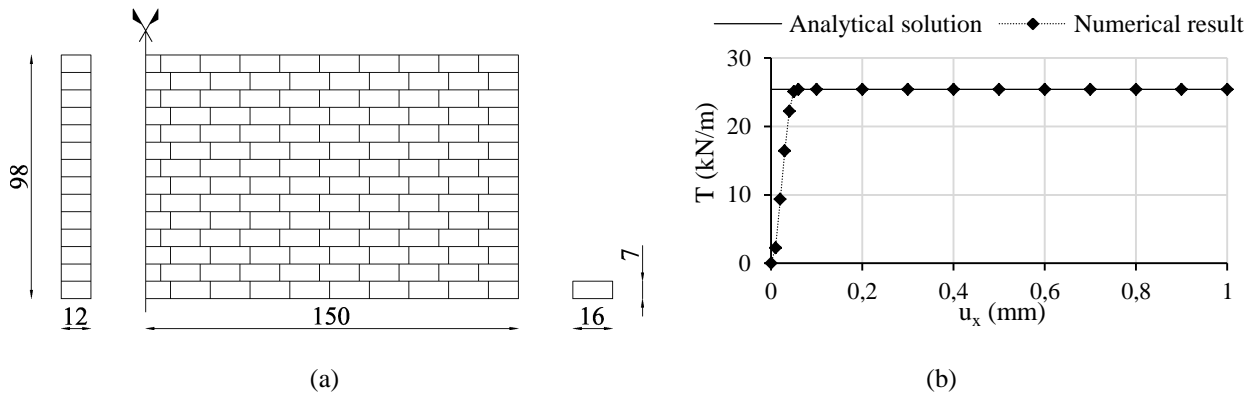 98
12
150
16
7
(a)
Analytical solution
Numerical result
T (kN/m)
30
20
10
0
0
0,2
0,4
0,6
0,8
1
uₓ (mm)
(b)